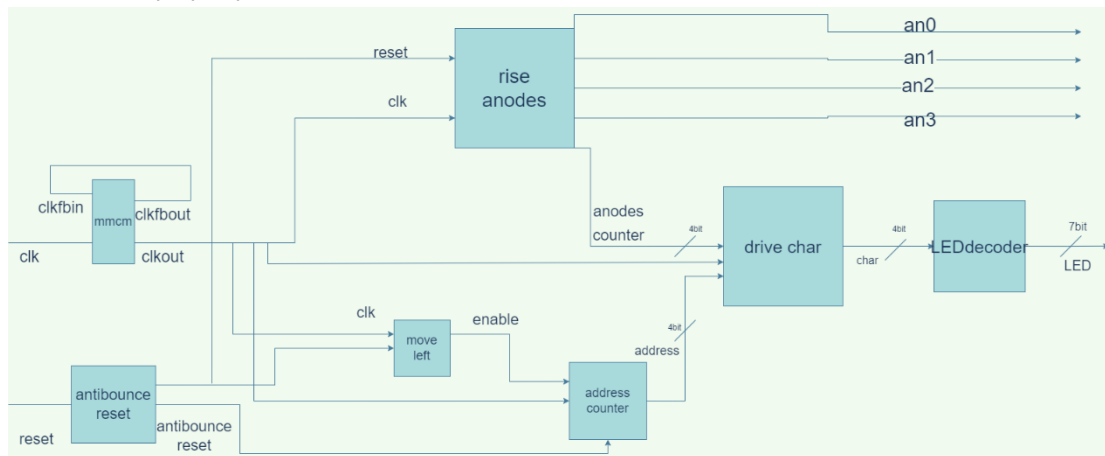 an0
reset
an1
rise
anodes
an2
clk
an3
clkfbin
mmcm
clkfbout
anodes
counter
4bit
drive char
4bit
char
LEDdecoder
7bit
LED
clk
clkout
clk
enable
move
left
4bit
address
antibounce
reset
address
counter
reset
antibounce
reset